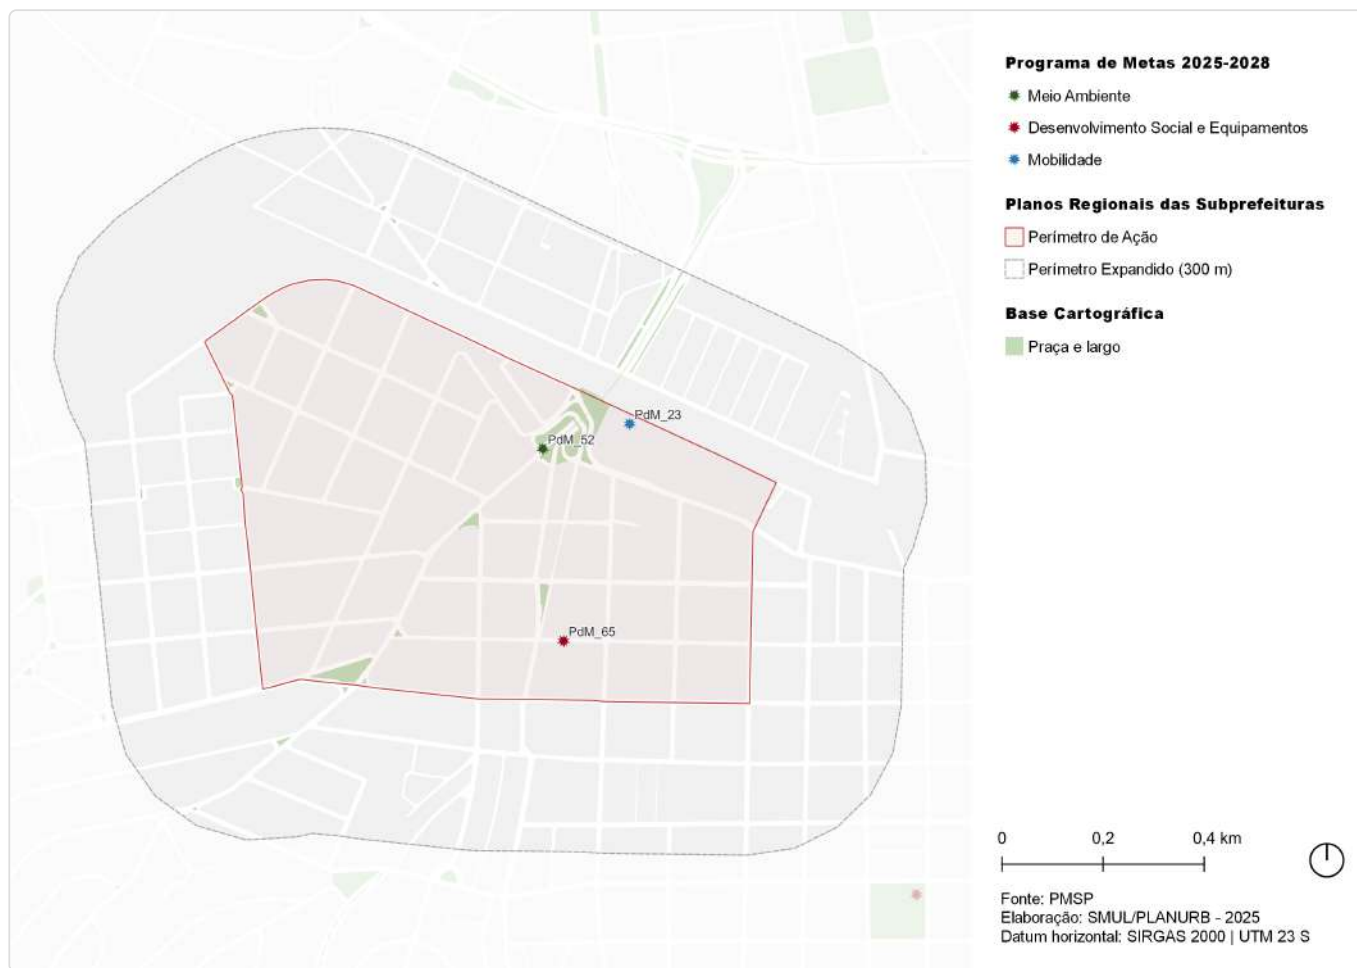 Programa de Metas 2025-2028
Meio Ambiente
Desenvolvimento Social e Equipamentos
Mobilidade
Planos Regionais das Subprefeituras
Perímetro de Ação
Perímetro Expandido (300 m)
Base Cartográfica
Praça e largo
PdM_23
PdM_52
PdM_65
0 0,2 0,4 km
Fonte: PMSP
Elaboração: SMUL/PLANURB - 2025
Datum horizontal: SIRGAS 2000 | UTM 23 S